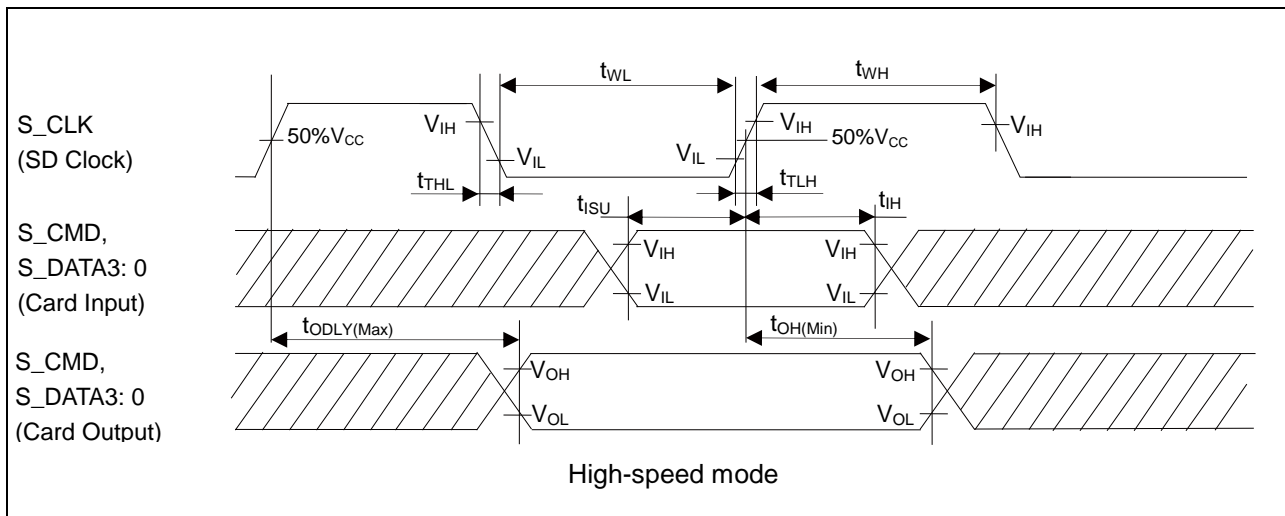 t_WL
t_WH
S_CLK
(SD Clock)
50%V_CC
V_IH
V_IL
V_IL
V_IH
50%V_CC
V_IH
t_THL
t_TLH
t_ISU
t_IH
S_CMD,
S_DATA3: 0
(Card Input)
V_IH
V_IL
V_IH
V_IL
t_ODLY(Max)
t_OH(Min)
S_CMD,
S_DATA3: 0
(Card Output)
V_OH
V_OL
V_OH
V_OL
High-speed mode